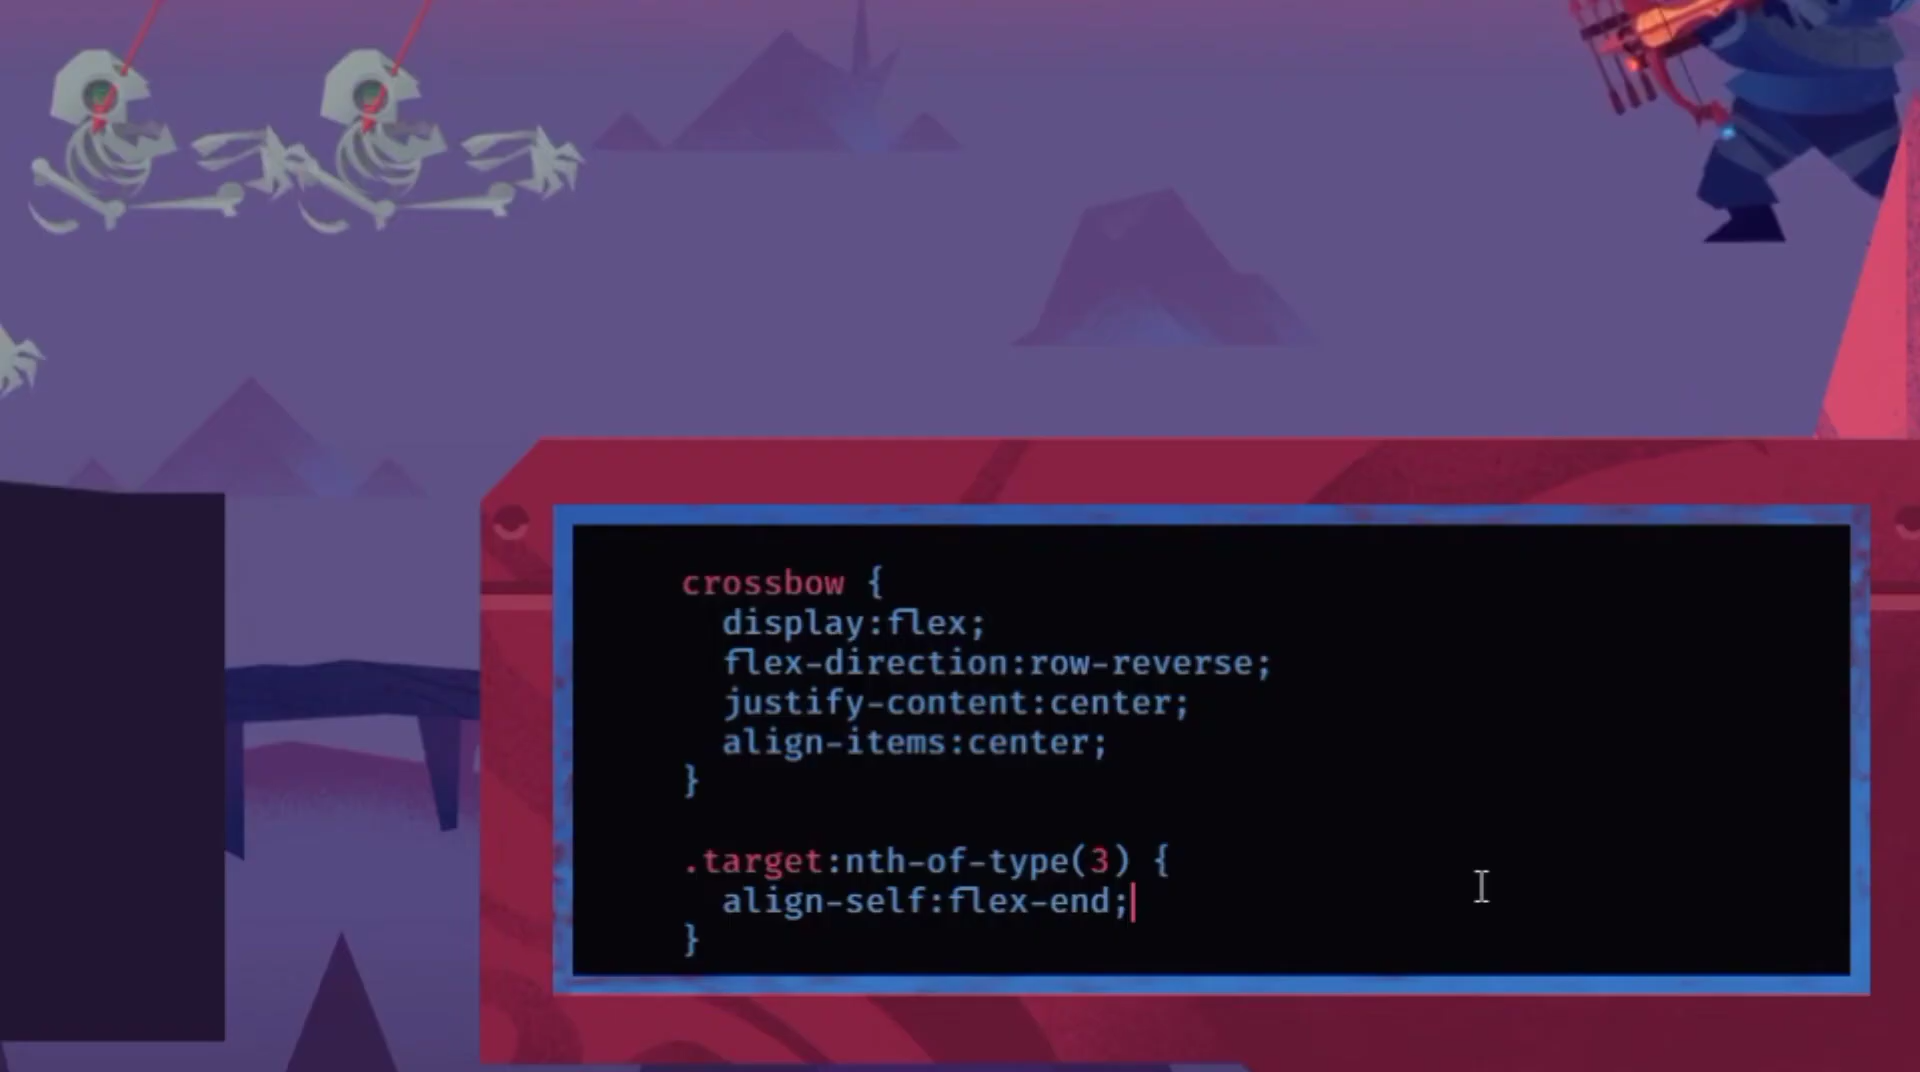 crossbow {
display:flex;
flex-direction:row-reverse;
justify-content:center;
align-items:center;
}
.target:nth-of-type(3) {
align-self:flex-end;
}